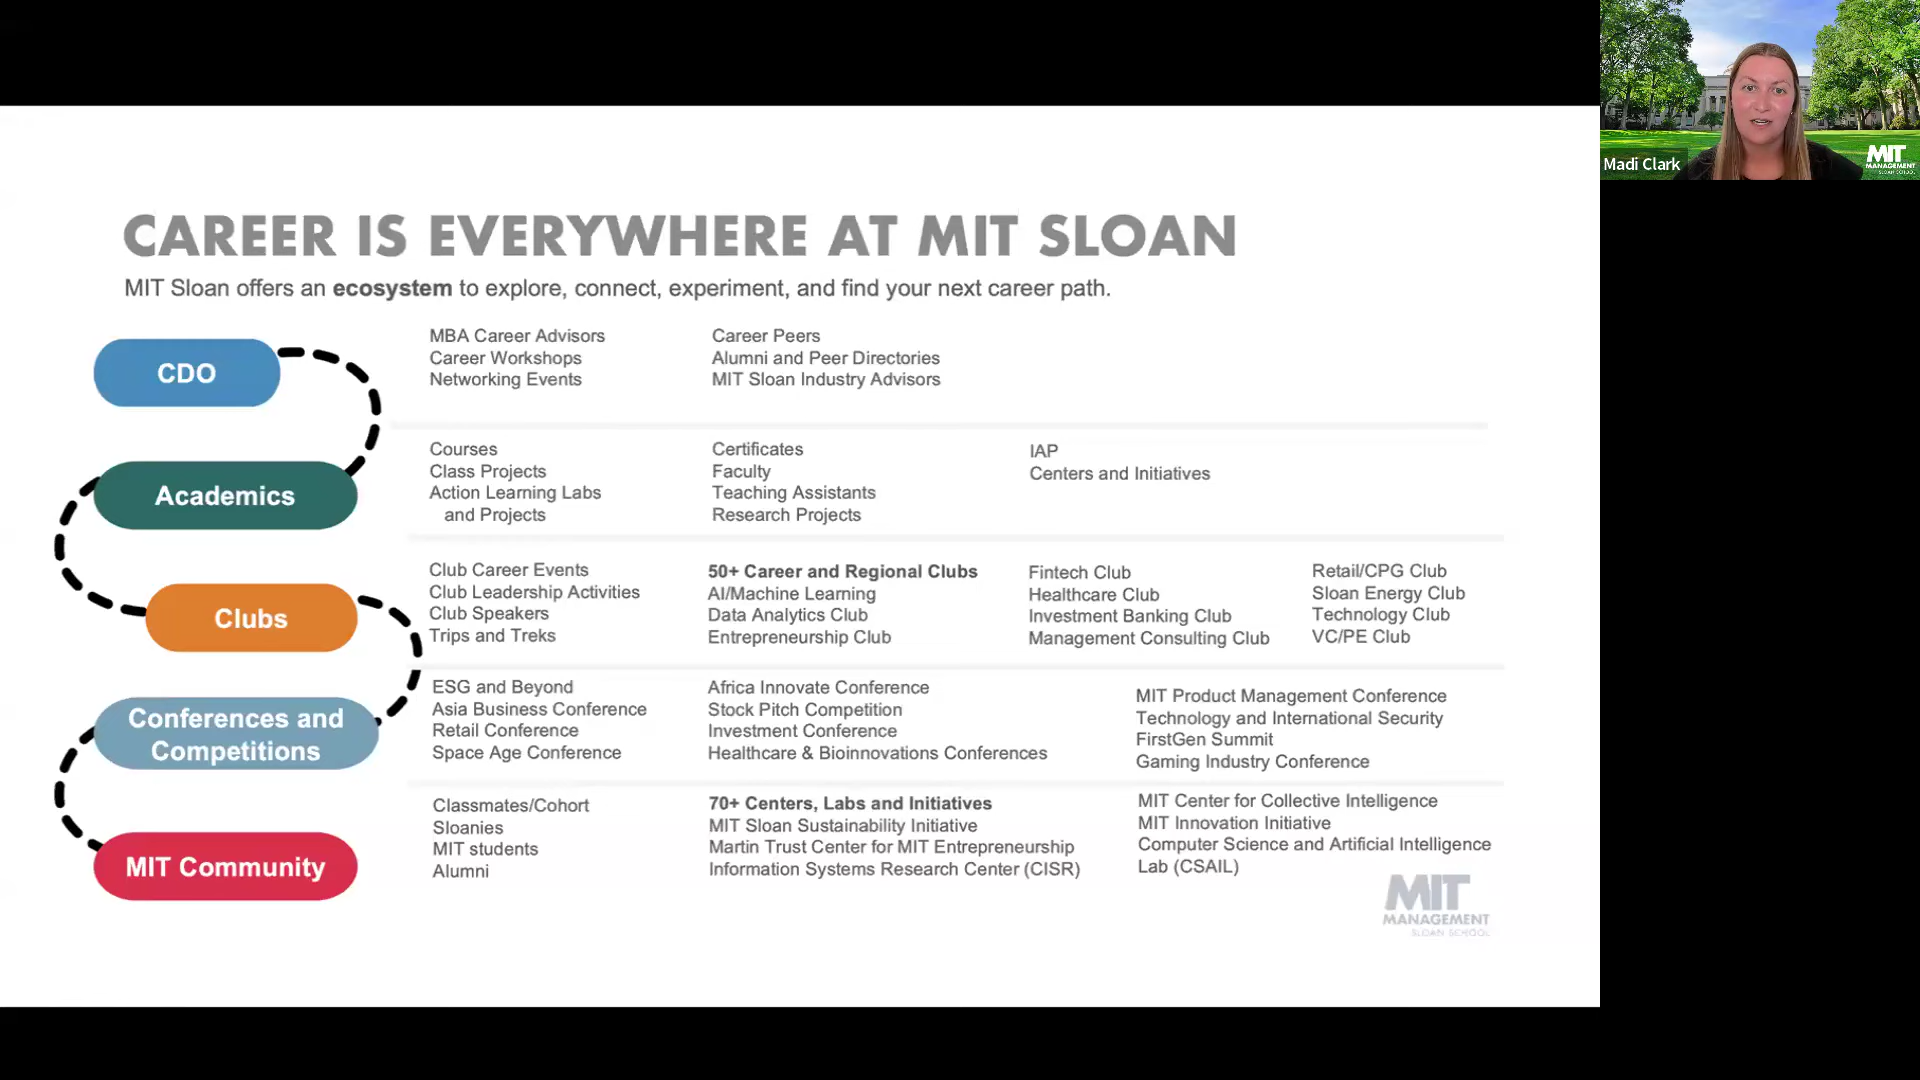 CAREER IS EVERYWHERE AT MIT SLOAN
MIT Sloan offers an ecosystem to explore, connect, experiment, and find your next career path.
CDO
MBA Career Advisors
Career Workshops
Networking Events
Career Peers
Alumni and Peer Directories
MIT Sloan Industry Advisors
Academics
Courses
Class Projects
Action Learning Labs
and Projects
Certificates
Faculty
Teaching Assistants
Research Projects
IAP
Centers and Initiatives
Clubs
Club Career Events
Club Leadership Activities
Club Speakers
Trips and Treks
50+ Career and Regional Clubs
AI/Machine Learning
Data Analytics Club
Entrepreneurship Club
Fintech Club
Healthcare Club
Investment Banking Club
Management Consulting Club
Retail/CPG Club
Sloan Energy Club
Technology Club
VC/PE Club
Conferences and
Competitions
ESG and Beyond
Asia Business Conference
Retail Conference
Space Age Conference
Africa Innovate Conference
Stock Pitch Competition
Investment Conference
Healthcare & Bioinnovations Conferences
MIT Product Management Conference
Technology and International Security
FirstGen Summit
Gaming Industry Conference
MIT Community
Classmates/Cohort
Sloanies
MIT students
Alumni
70+ Centers, Labs and Initiatives
MIT Sloan Sustainability Initiative
Martin Trust Center for MIT Entrepreneurship
Information Systems Research Center (CISR)
MIT Center for Collective Intelligence
MIT Innovation Initiative
Computer Science and Artificial Intelligence
Lab (CSAIL)
MIT
MANAGEMENT
SLOAN SCHOOL
Madi Clark
MIT
MANAGEMENT
SLOAN SCHOOL